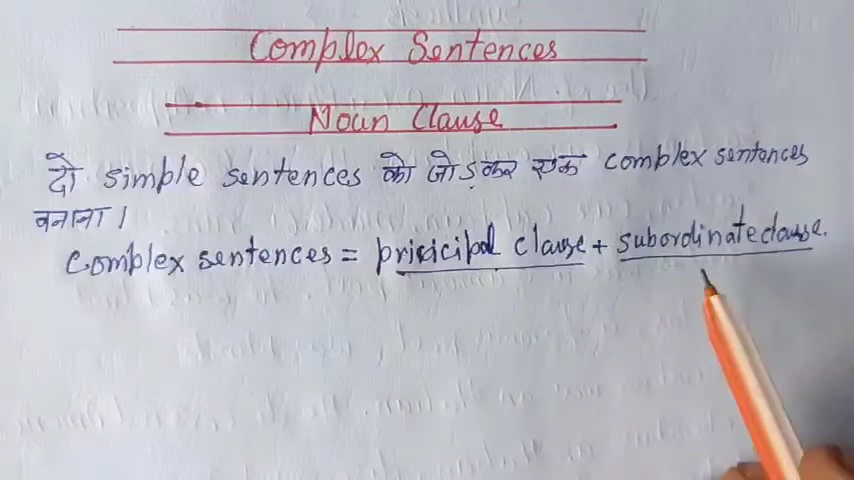 Complex Sentences
Noun Clause
दो simple sentences को जोड़कर एक complex sentences
बनाना।
Complex sentences = pricipal clause + subordinate clause.